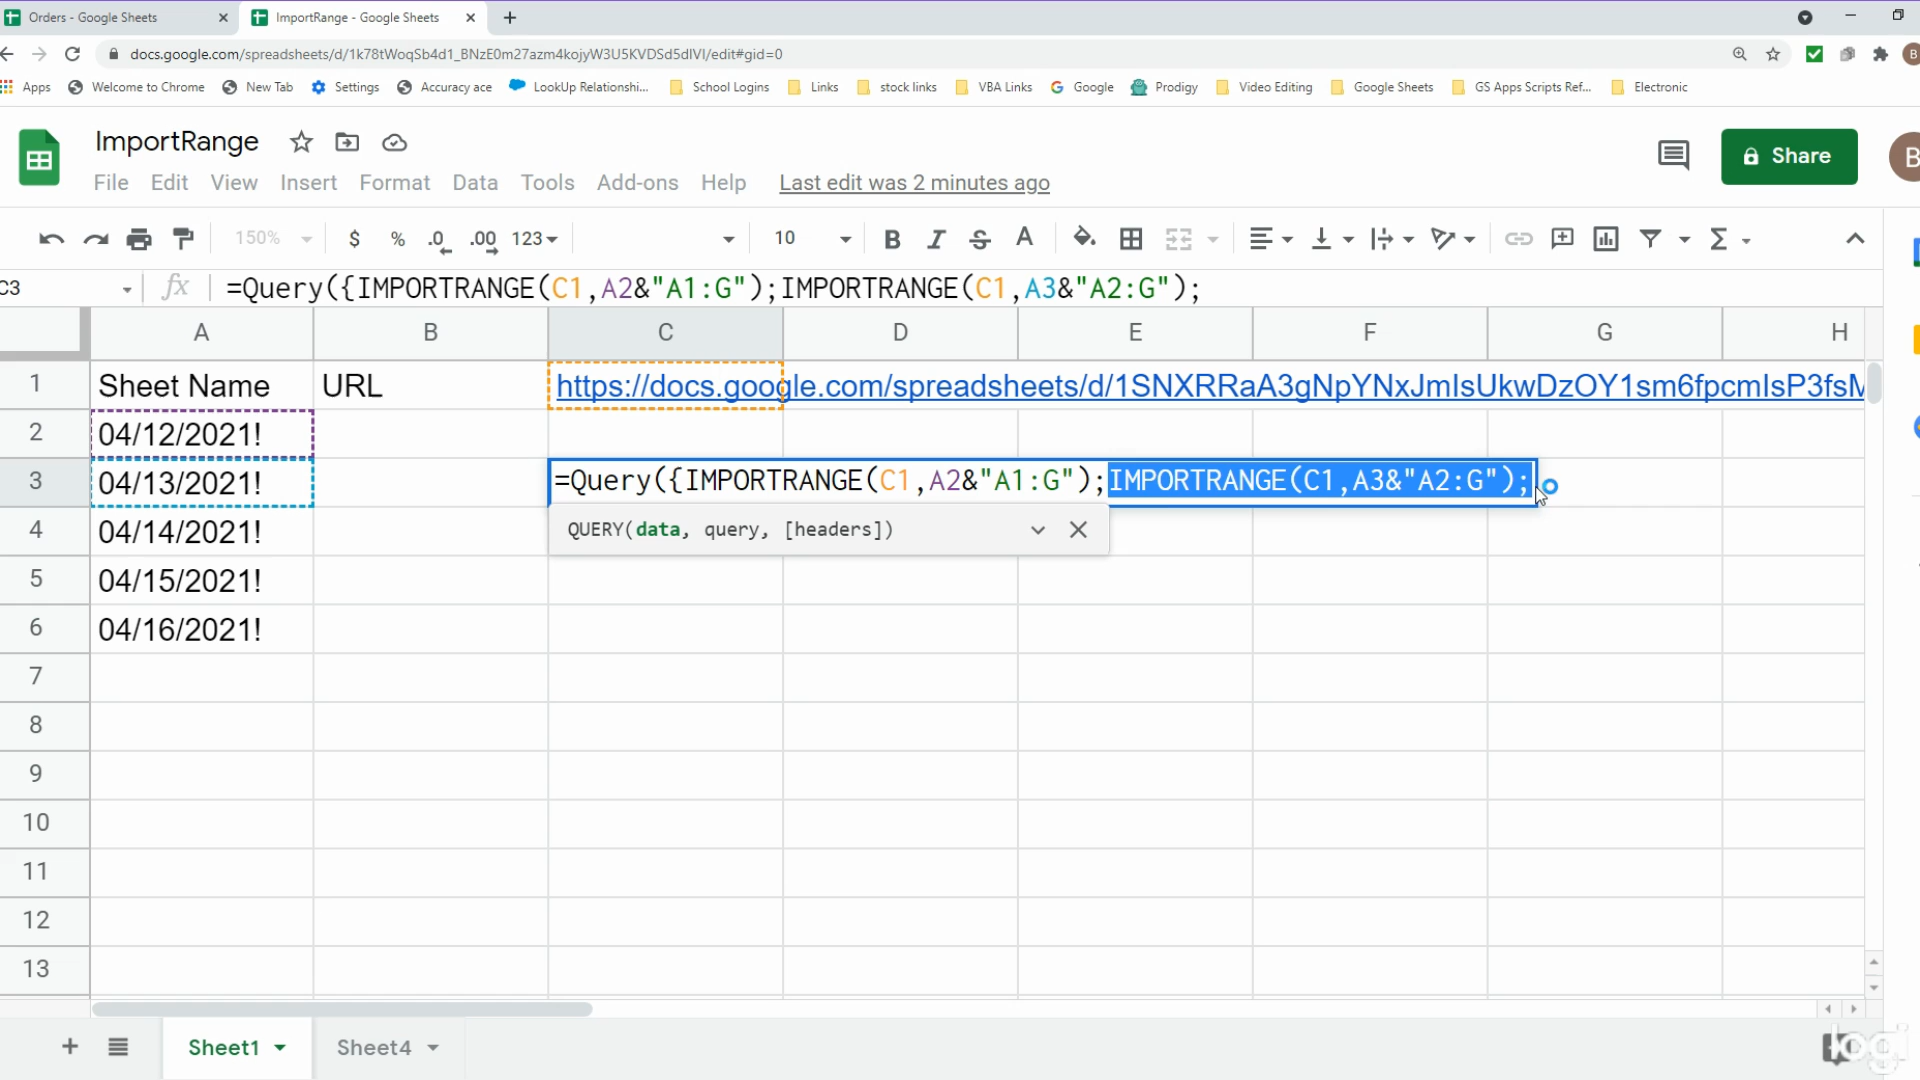 Orders - Google Sheets
ImportRange - Google Sheets
docs.google.com/spreadsheets/d/1k78tWoqSb4d1_BNzE0m27azm4kojyW3U5KVDSd5dIVI/edit#gid=0
B
Apps Welcome to Chrome New Tab Settings Accuracy ace LookUp Relationshi... School Logins Links stock links VBA Links Google Prodigy Video Editing Google Sheets GS Apps Scripts Ref... Electronic
ImportRange
Share
B
File Edit View Insert Format Data Tools Add-ons Help Last edit was 2 minutes ago
150% $ % .0 .00 123 10 B I S A Σ
C3 fx =Query({IMPORTRANGE(C1,A2&"A1:G");IMPORTRANGE(C1,A3&"A2:G");
A B C D E F G H
1 Sheet Name URL https://docs.google.com/spreadsheets/d/1SNXRRaA3gNpYNxJmIsUkwDzOY1sm6fpcmIsP3fsM
2 04/12/2021!
3 04/13/2021! =Query({IMPORTRANGE(C1,A2&"A1:G");IMPORTRANGE(C1,A3&"A2:G");
QUERY(data, query, [headers])
4 04/14/2021!
5 04/15/2021!
6 04/16/2021!
7
8
9
10
11
12
13
Sheet1 Sheet4
logi